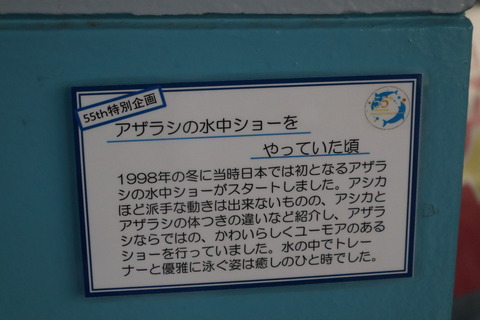 55th特別企画
アザラシの水中ショーを
やっていた頃
1998年の冬に当時日本では初となるアザラ
シの水中ショーがスタートしました。アシカ
ほど派手な動きは出来ないものの、アシカと
アザラシの体つきの違いなど紹介し、アザラ
シならではの、かわいらしくユーモアのある
ショーを行っていました。水の中でトレー
ナーと優雅に泳ぐ姿は癒しのひと時でした。